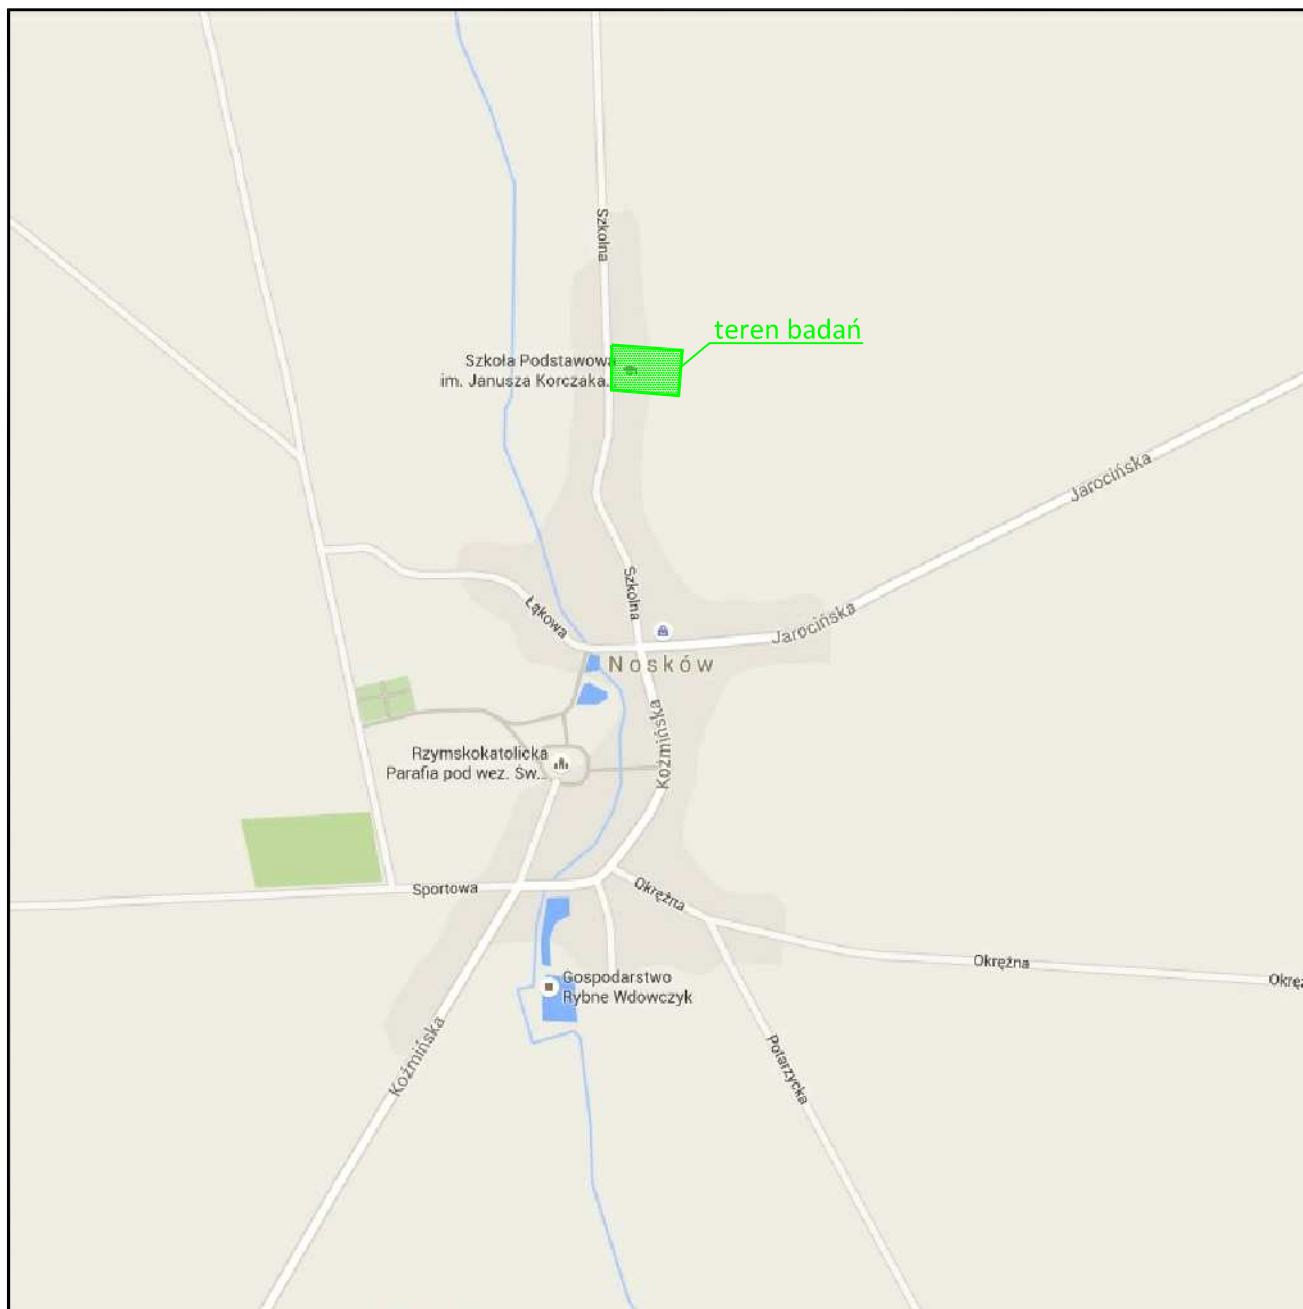 Szkolna
teren badań
Szkoła Podstawowa
im. Janusza Korczaka...
Jarocińska
Szkolna
Łąkowa
Jarocińska
Nosków
Koźmińska
Rzymskokatolicka
Parafia pod wez. Św...
Sportowa
Okrężna
Okrężna
Okręż
Gospodarstwo
Rybne Wdowczyk
Koźmińska
Potarzycka